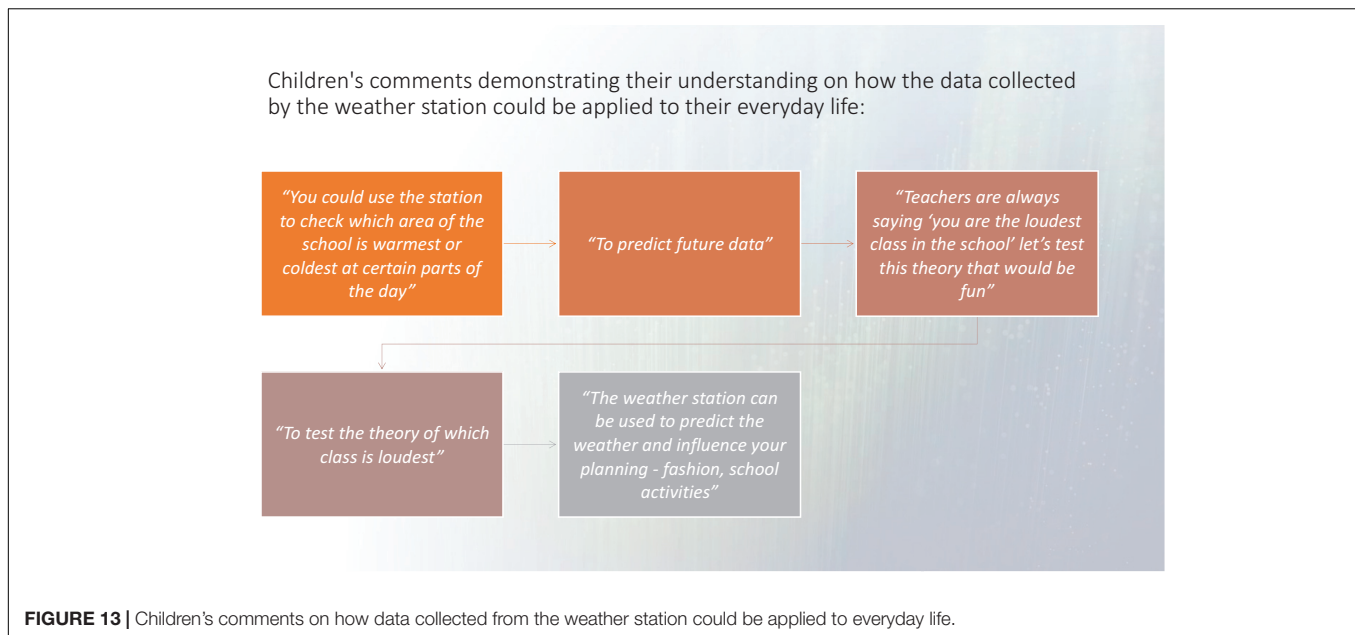 Children's comments demonstrating their understanding on how the data collected
by the weather station could be applied to their everyday life:
“You could use the station
to check which area of the
school is warmest or
coldest at certain parts of
the day”
“To predict future data”
“Teachers are always
saying ‘you are the loudest
class in the school’ let’s test
this theory that would be
fun”
“To test the theory of which
class is loudest”
“The weather station can
be used to predict the
weather and influence your
planning - fashion, school
activities”
FIGURE 13 | Children’s comments on how data collected from the weather station could be applied to everyday life.